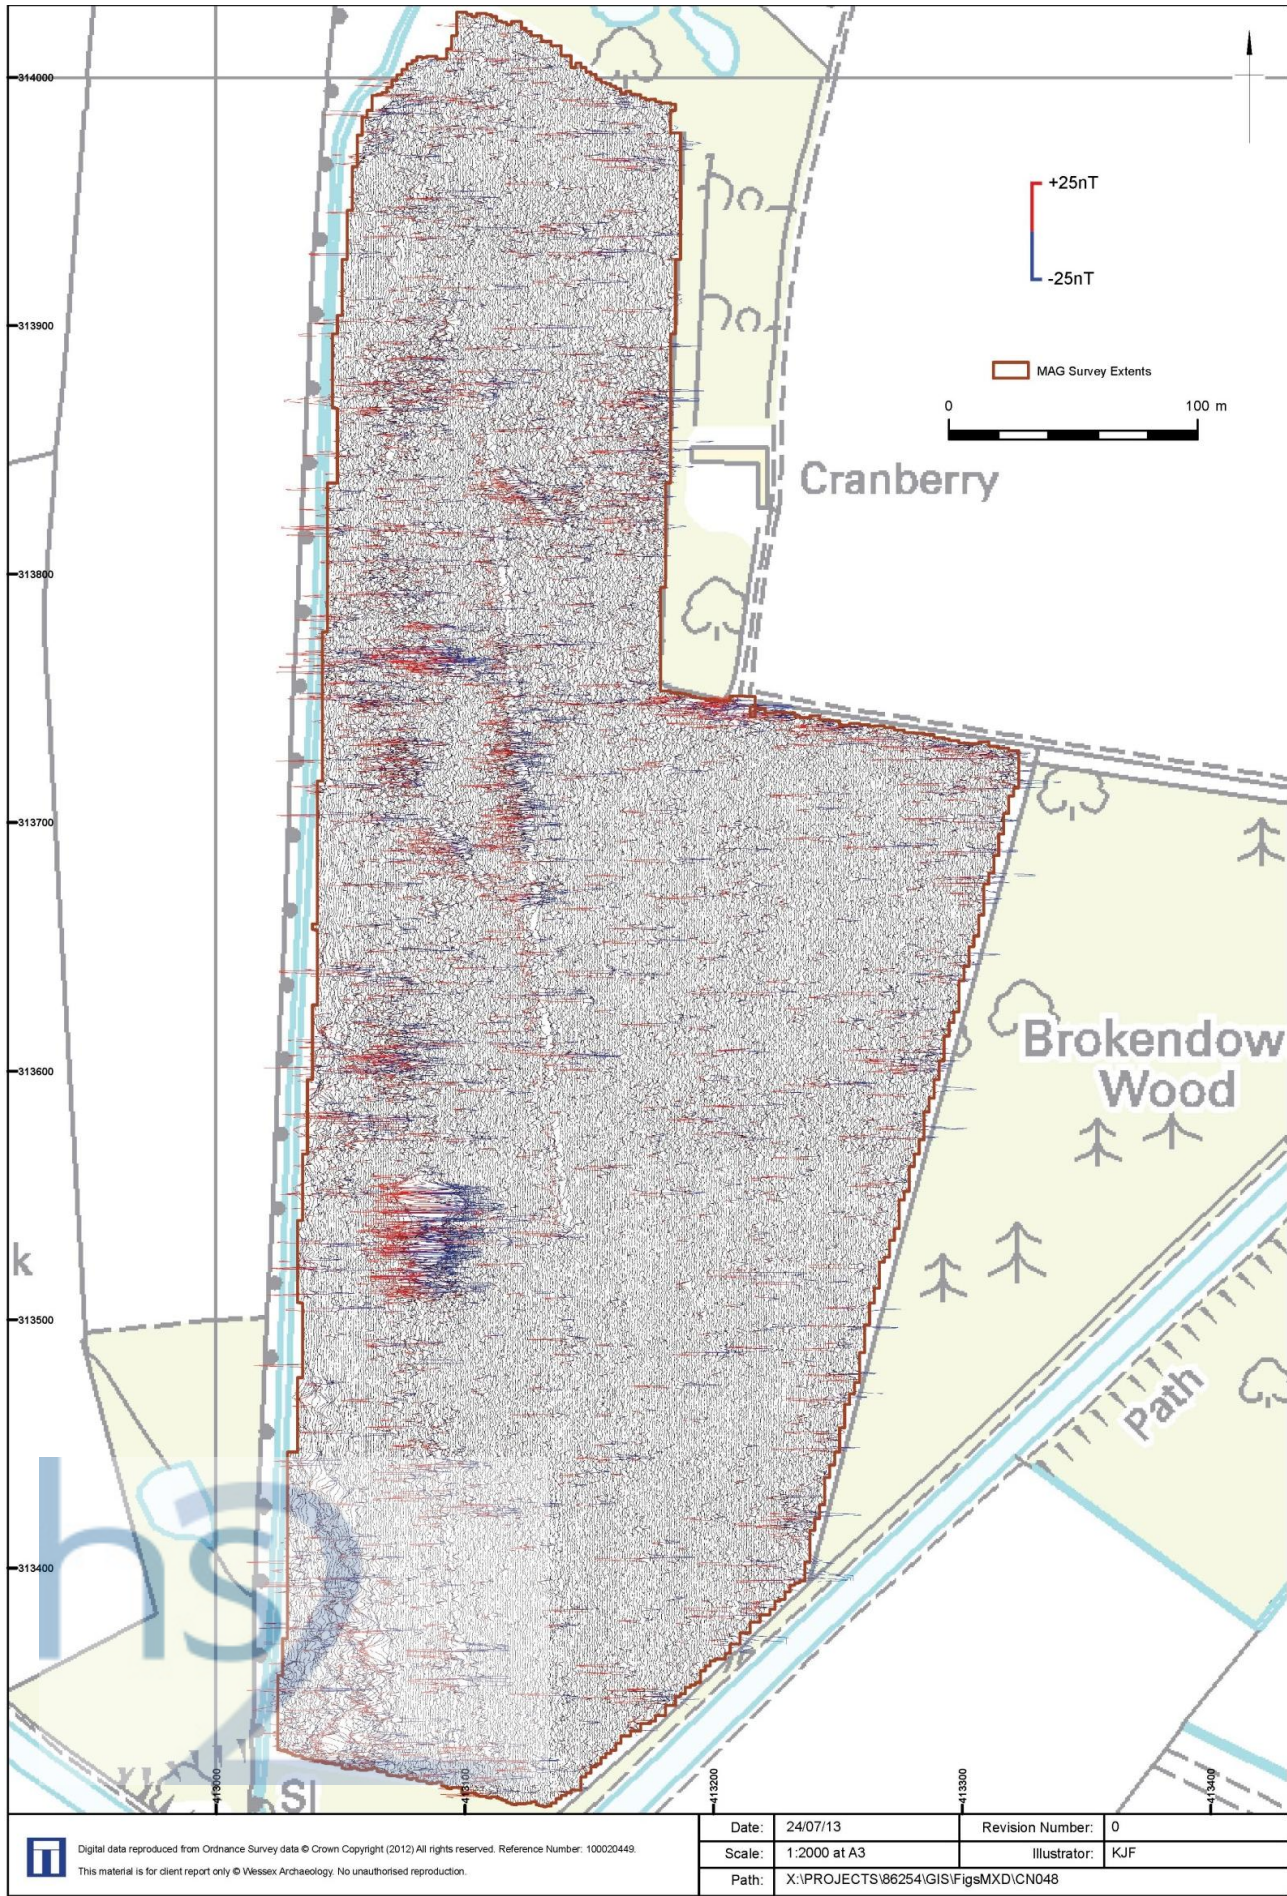 314000
+25nT
-25nT
313900
MAG Survey Extents
0 100 m
Cranberry
313800
313700
Brokendow
Wood
313600
k
313500
Path
hs2
313400
413000
413100
413200
413300
413400
Sl
Digital data reproduced from Ordnance Survey data © Crown Copyright (2012) All rights reserved. Reference Number: 100020449.
This material is for client report only © Wessex Archaeology. No unauthorised reproduction.
Date: 24/07/13 Revision Number: 0
Scale: 1:2000 at A3 Illustrator: KJF
Path: X:\PROJECTS\86254\GIS\FigsMXD\CN048